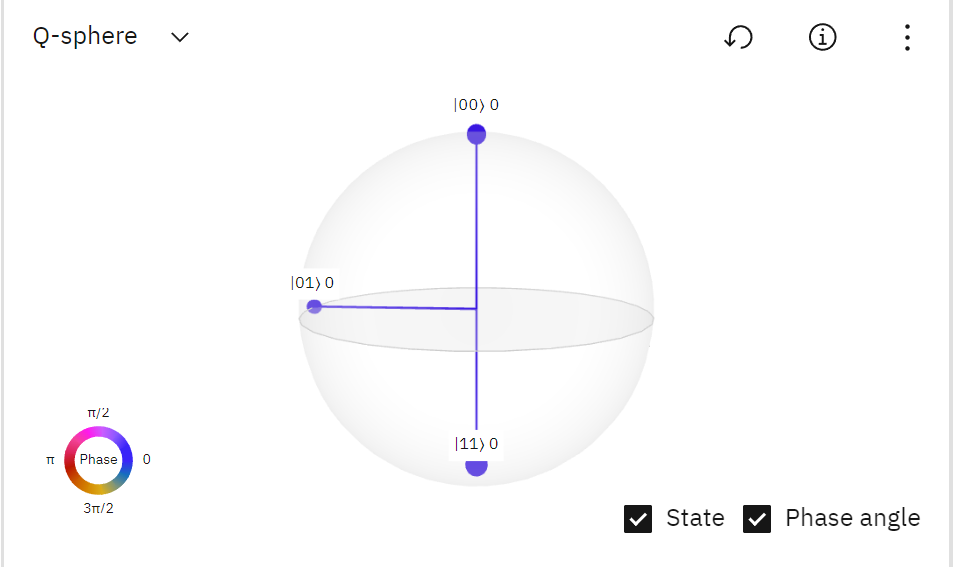 Q-sphere
|00⟩ 0
|01⟩ 0
|11⟩ 0
π/2
π Phase 0
3π/2
State Phase angle